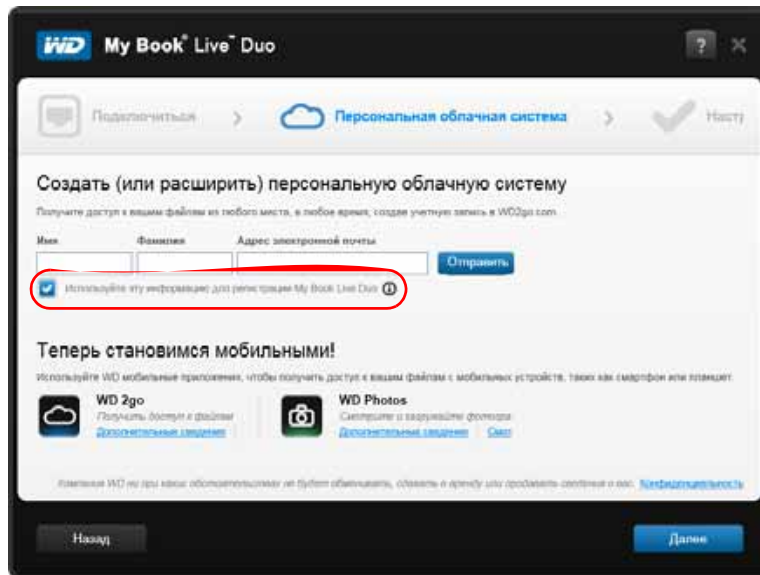 WD My Book® Live™ Duo ?
Подключиться > Персональная облачная система > Настр
Создать (или расширить) персональную облачную систему
Получите доступ к вашим файлам из любого места, в любое время, создав учетную запись в WD2go.com
Имя Фамилия Адрес электронной почты
Отправить
Используйте эту информацию для регистрации My Book Live Duo
Теперь становимся мобильными!
Используйте WD мобильные приложения, чтобы получить доступ к вашим файлам с мобильных устройств, таких как смартфон или планшет.
WD 2go WD Photos
Получить доступ к файлам Смотрите и загружайте фотографии
Дополнительные сведения Дополнительные сведения
Компания WD ни при каких обстоятельствах не будет обменивать, сдавать в аренду или продавать сведения о вас. Конфиденциальность
Назад Далее